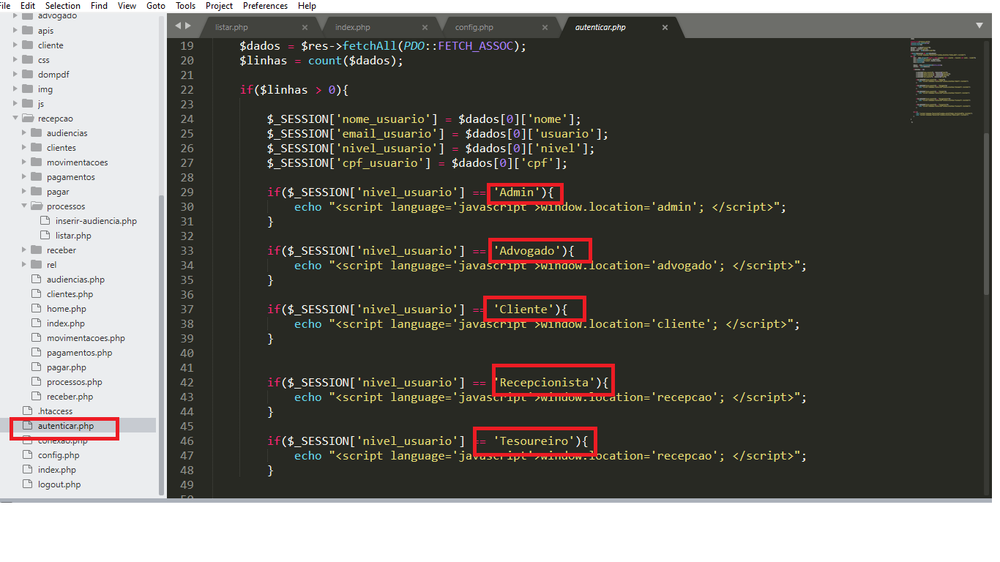 File Edit Selection Find View Goto Tools Project Preferences Help
advogado
apis
cliente
css
dompdf
img
js
recepcao
audiencias
clientes
movimentacoes
pagamentos
pagar
processos
inserir-audiencia.php
listar.php
receber
rel
audiencias.php
clientes.php
home.php
index.php
movimentacoes.php
pagamentos.php
pagar.php
processos.php
receber.php
.htaccess
autenticar.php
conexao.php
config.php
index.php
logout.php
listar.php × index.php × config.php × autenticar.php ×
19 $dados = $res->fetchAll(PDO::FETCH_ASSOC);
20 $linhas = count($dados);
21
22 if($linhas > 0){
23
24 $_SESSION['nome_usuario'] = $dados[0]['nome'];
25 $_SESSION['email_usuario'] = $dados[0]['usuario'];
26 $_SESSION['nivel_usuario'] = $dados[0]['nivel'];
27 $_SESSION['cpf_usuario'] = $dados[0]['cpf'];
28
29 if($_SESSION['nivel_usuario'] == 'Admin'){
30 echo "<script language='javascript'>window.location='admin'; </script>";
31 }
32
33 if($_SESSION['nivel_usuario'] == 'Advogado'){
34 echo "<script language='javascript'>window.location='advogado'; </script>";
35 }
36
37 if($_SESSION['nivel_usuario'] == 'Cliente'){
38 echo "<script language='javascript'>window.location='cliente'; </script>";
39 }
40
41
42 if($_SESSION['nivel_usuario'] == 'Recepcionista'){
43 echo "<script language='javascript'>window.location='recepcao'; </script>";
44 }
45
46 if($_SESSION['nivel_usuario'] == 'Tesoureiro'){
47 echo "<script language='javascript'>window.location='recepcao'; </script>";
48 }
49
50